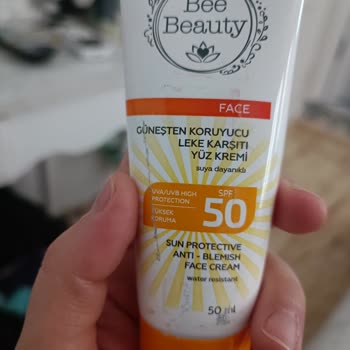 Bee
Beauty
FACE
GÜNEŞTEN KORUYUCU
LEKE KARŞITI
YÜZ KREMİ
suya dayanıklı
UVA/UVB HIGH
PROTECTION
YÜKSEK
KORUMA
SPF
50
SUN PROTECTIVE
ANTI - BLEMISH
FACE CREAM
water resistant
50 ml